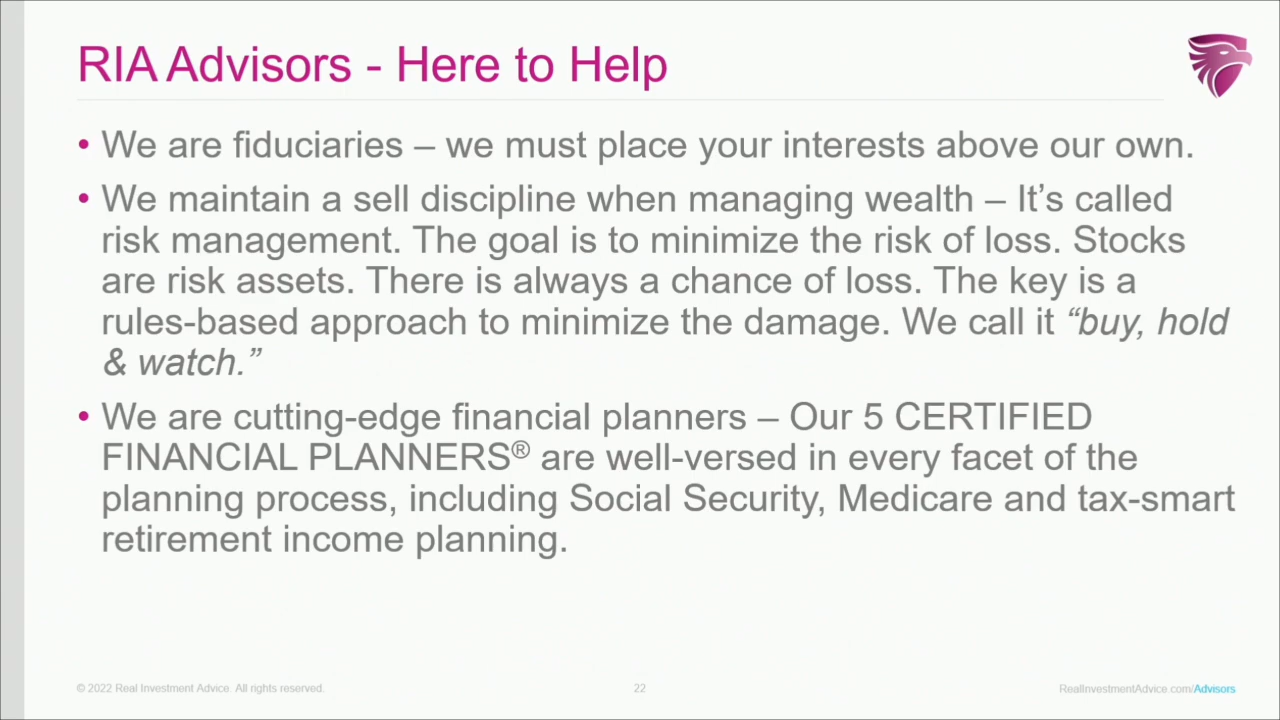 RIA Advisors - Here to Help
• We are fiduciaries – we must place your interests above our own.
• We maintain a sell discipline when managing wealth – It’s called
risk management. The goal is to minimize the risk of loss. Stocks
are risk assets. There is always a chance of loss. The key is a
rules-based approach to minimize the damage. We call it “buy, hold
& watch.”
• We are cutting-edge financial planners – Our 5 CERTIFIED
FINANCIAL PLANNERS® are well-versed in every facet of the
planning process, including Social Security, Medicare and tax-smart
retirement income planning.
© 2022 Real Investment Advice. All rights reserved.
22
RealInvestmentAdvice.com/Advisors